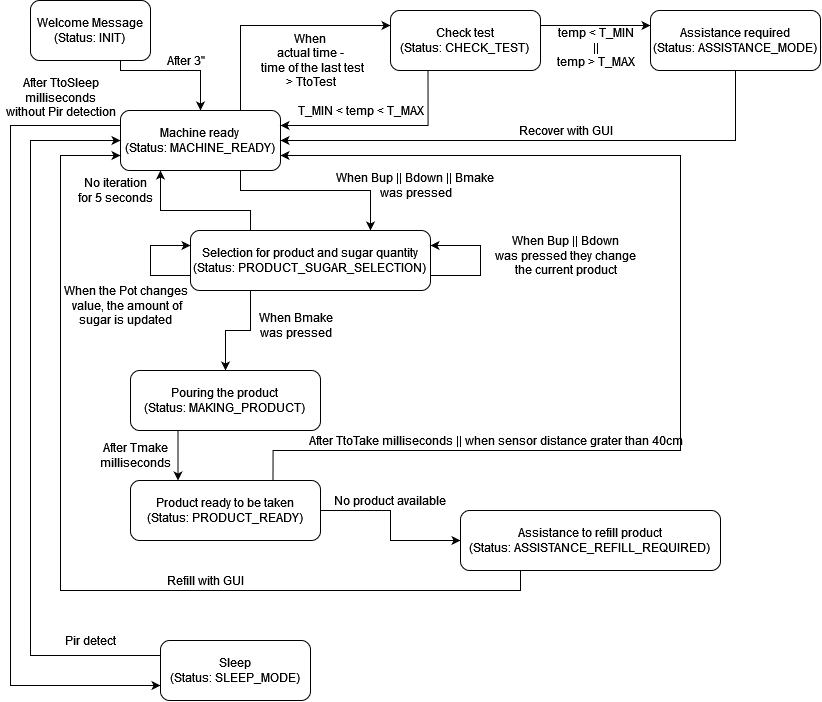 Welcome Message
(Status: INIT)
After 3"
When
actual time -
time of the last test
> TtoTest
Check test
(Status: CHECK_TEST)
temp < T_MIN
||
temp > T_MAX
Assistance required
(Status: ASSISTANCE_MODE)
After TtoSleep
milliseconds
without Pir detection
T_MIN < temp < T_MAX
Recover with GUI
Machine ready
(Status: MACHINE_READY)
No iteration
for 5 seconds
When Bup || Bdown || Bmake
was pressed
Selection for product and sugar quantity
(Status: PRODUCT_SUGAR_SELECTION)
When Bup || Bdown
was pressed they change
the current product
When the Pot changes
value, the amount of
sugar is updated
When Bmake
was pressed
Pouring the product
(Status: MAKING_PRODUCT)
After Tmake
milliseconds
After TtoTake milliseconds || when sensor distance grater than 40cm
Product ready to be taken
(Status: PRODUCT_READY)
No product available
Assistance to refill product
(Status: ASSISTANCE_REFILL_REQUIRED)
Refill with GUI
Pir detect
Sleep
(Status: SLEEP_MODE)